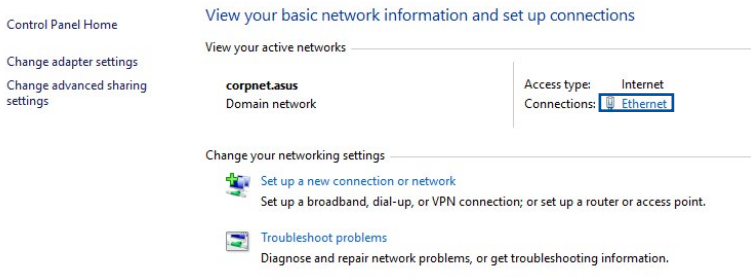 Control Panel Home
Change adapter settings
Change advanced sharing
settings
View your basic network information and set up connections
View your active networks
corpnet.asus
Domain network
Access type: Internet
Connections: Ethernet
Change your networking settings
Set up a new connection or network
Set up a broadband, dial-up, or VPN connection; or set up a router or access point.
Troubleshoot problems
Diagnose and repair network problems, or get troubleshooting information.